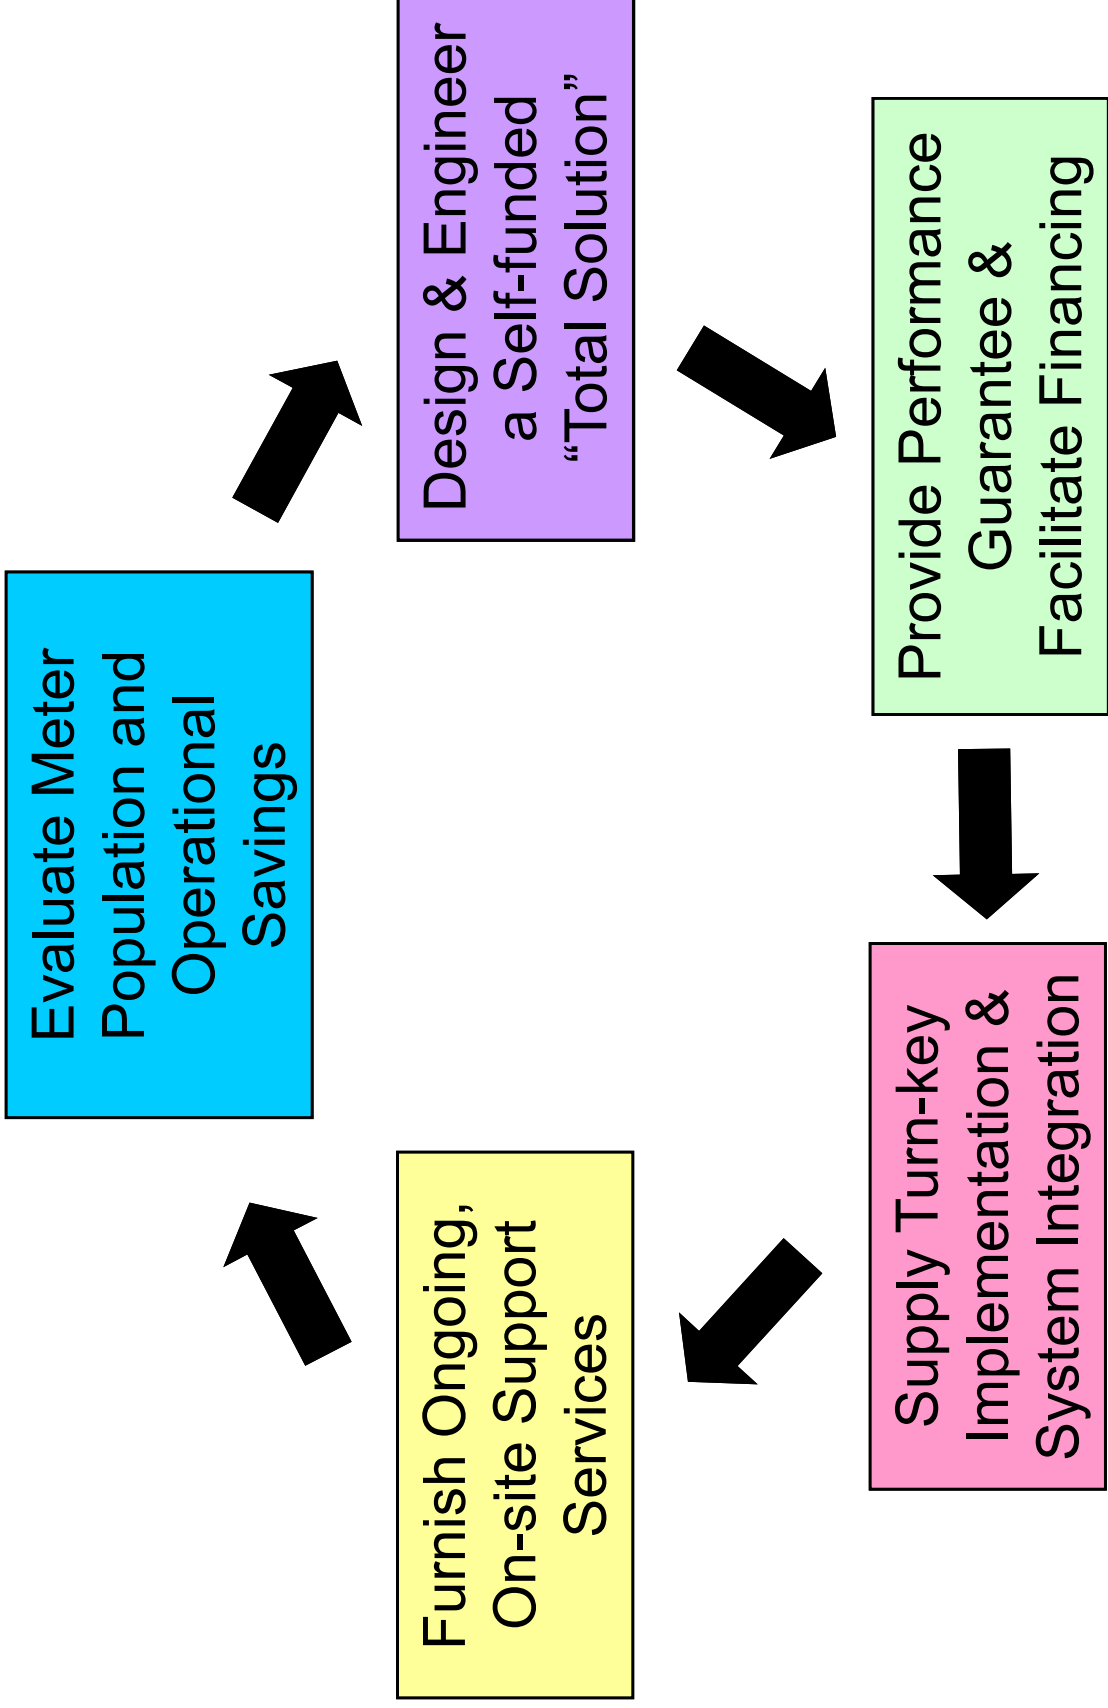 Evaluate Meter
Population and
Operational
Savings
Design & Engineer
a Self-funded
“Total Solution”
Provide Performance
Guarantee &
Facilitate Financing
Supply Turn-key
Implementation &
System Integration
Furnish Ongoing,
On-site Support
Services